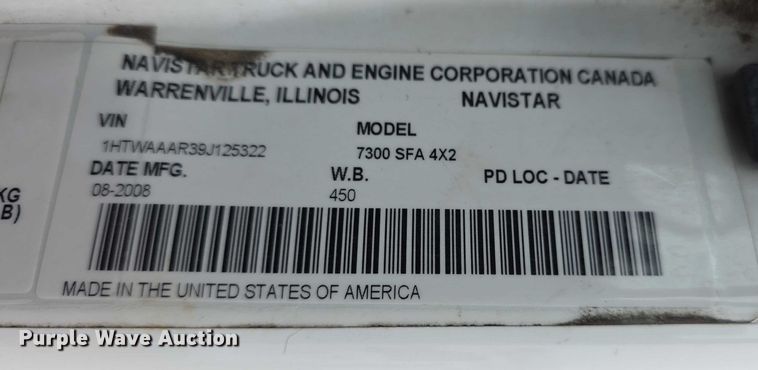 NAVISTAR TRUCK AND ENGINE CORPORATION CANADA
WARRENVILLE, ILLINOIS NAVISTAR
VIN MODEL
1HTWAAAR39J125322 7300 SFA 4X2
DATE MFG. W.B. PD LOC - DATE
08-2008 450
KG
B)
MADE IN THE UNITED STATES OF AMERICA
Purple Wave Auction